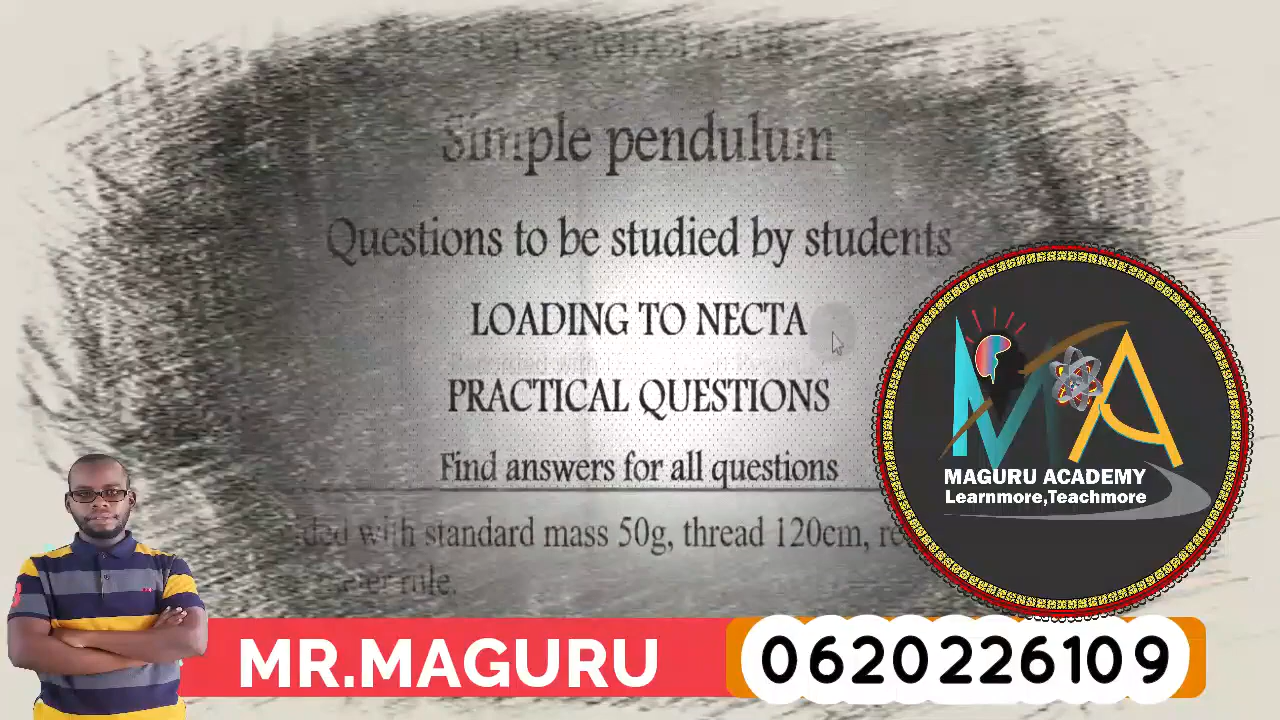 Simple pendulum
Questions to be studied by students
LOADING TO NECTA
PRACTICAL QUESTIONS
Find answers for all questions
with standard mass 50g, thread 120cm,
rule.
MAGURU ACADEMY
Learnmore,Teachmore
MR.MAGURU
0620226109